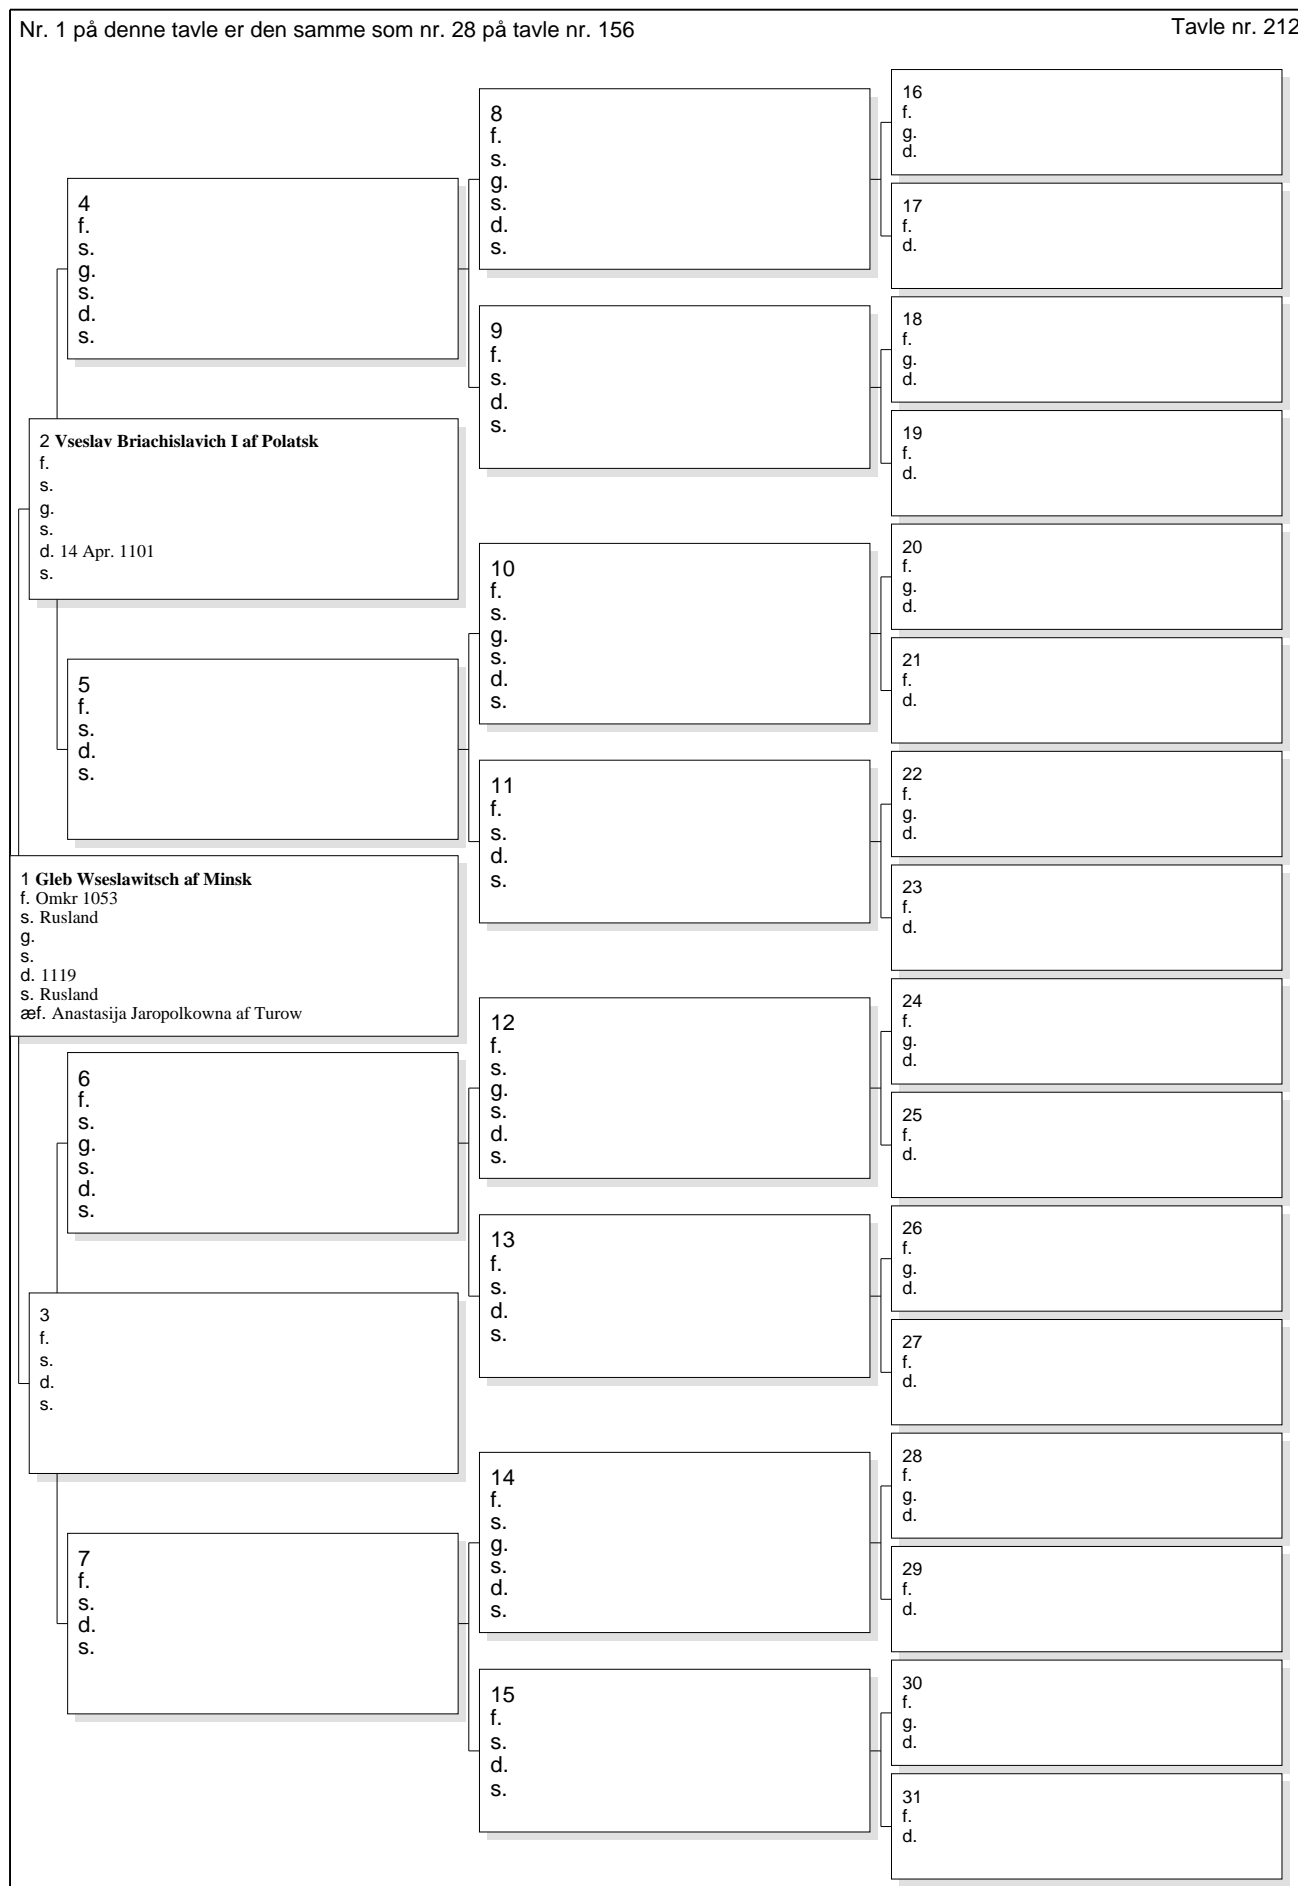 Nr. 1 på denne tavle er den samme som nr. 28 på tavle nr. 156
Tavle nr. 212
16
f.
g.
d.
8
f.
s.
g.
s.
d.
s.
17
f.
d.
4
f.
s.
g.
s.
d.
s.
18
f.
g.
d.
9
f.
s.
d.
s.
19
f.
d.
2 Vseslav Briachislavich I af Polatsk
f.
s.
g.
s.
d. 14 Apr. 1101
s.
20
f.
g.
d.
10
f.
s.
g.
s.
d.
s.
21
f.
d.
5
f.
s.
d.
s.
22
f.
g.
d.
11
f.
s.
d.
s.
23
f.
d.
1 Gleb Wseslawitsch af Minsk
f. Omkr 1053
s. Rusland
g.
s.
d. 1119
s. Rusland
æf. Anastasija Jaropolkowna af Turow
24
f.
g.
d.
12
f.
s.
g.
s.
d.
s.
25
f.
d.
6
f.
s.
g.
s.
d.
s.
26
f.
g.
d.
13
f.
s.
d.
s.
27
f.
d.
3
f.
s.
d.
s.
28
f.
g.
d.
14
f.
s.
g.
s.
d.
s.
29
f.
d.
7
f.
s.
d.
s.
30
f.
g.
d.
15
f.
s.
d.
s.
31
f.
d.